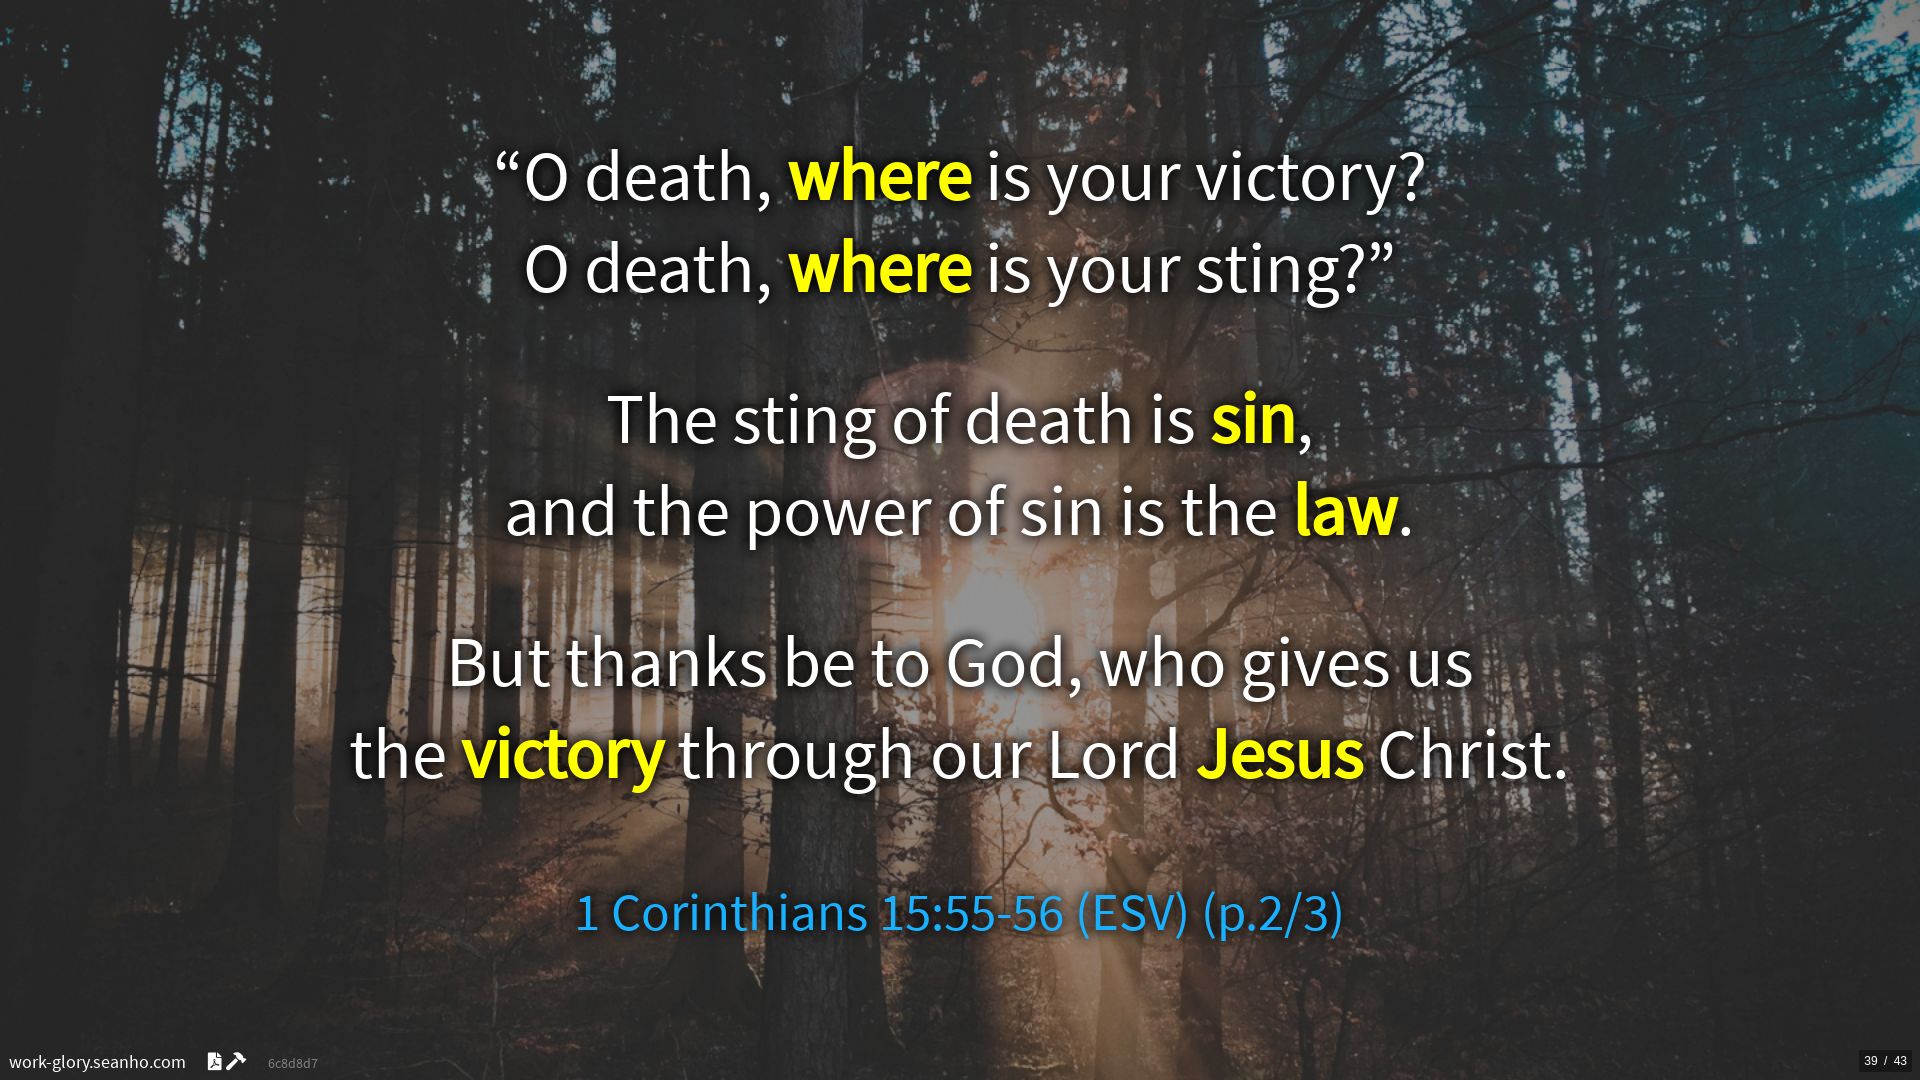 “O death, where is your victory?
O death, where is your sting?”
The sting of death is sin,
and the power of sin is the law.
But thanks be to God, who gives us
the victory through our Lord Jesus Christ.
1 Corinthians 15:55-56 (ESV) (p.2/3)
work-glory.seanho.com 6c8d8d7
39 / 43